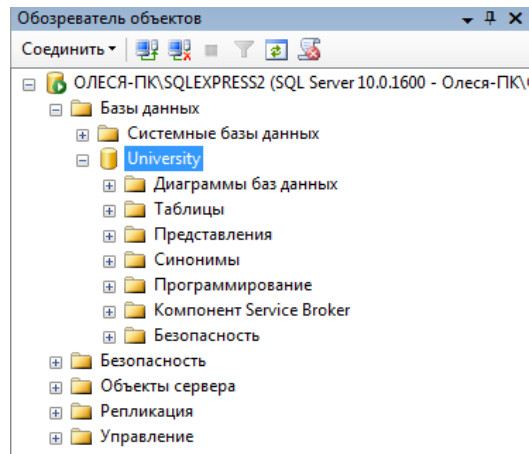 Обозреватель объектов
Соединить
ОЛЕСЯ-ПК\SQLEXPRESS2 (SQL Server 10.0.1600 - Олеся-ПК\
Базы данных
Системные базы данных
University
Диаграммы баз данных
Таблицы
Представления
Синонимы
Программирование
Компонент Service Broker
Безопасность
Безопасность
Объекты сервера
Репликация
Управление